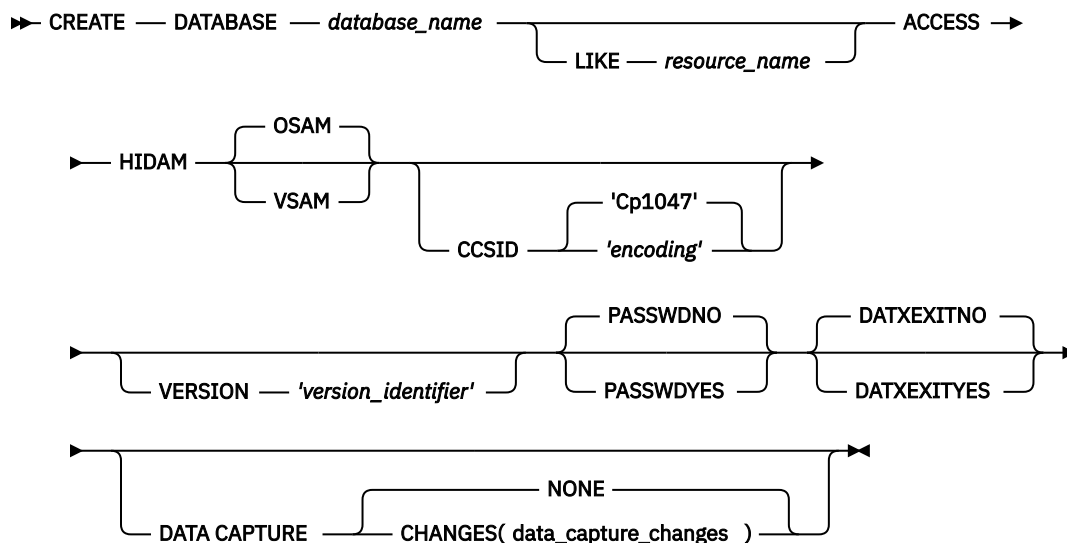 CREATE DATABASE database_name ACCESS
LIKE resource_name
OSAM
HIDAM
VSAM
'Cp1047'
CCSID 'encoding'
PASSWDNO DATXEXITNO
VERSION 'version_identifier' PASSWDYES DATXEXITYES
NONE
DATA CAPTURE CHANGES( data_capture_changes )